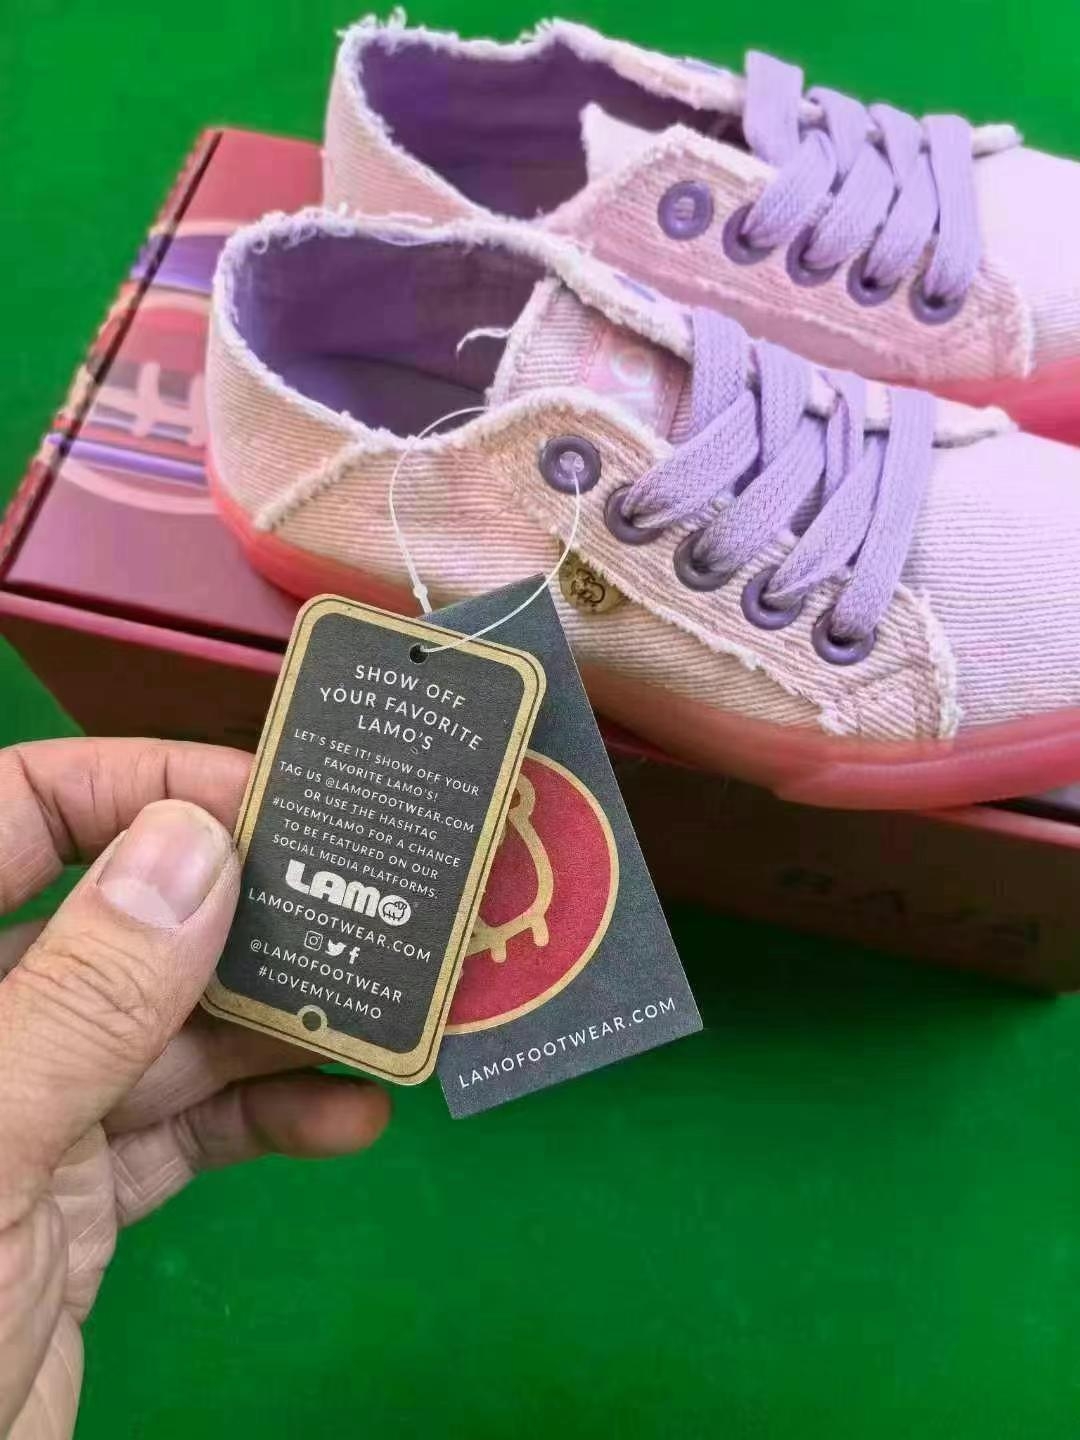 SHOW OFF
YOUR FAVORITE
LAMO'S
LET'S SEE IT! SHOW OFF YOUR
FAVORITE LAMO'S!
TAG US @LAMOFOOTWEAR.COM
OR USE THE HASHTAG
#LOVEMYLAMO FOR A CHANCE
TO BE FEATURED ON OUR
SOCIAL MEDIA PLATFORMS.
LAMO
LAMOFOOTWEAR.COM
@LAMOFOOTWEAR
#LOVEMYLAMO
LAMOFOOTWEAR.COM